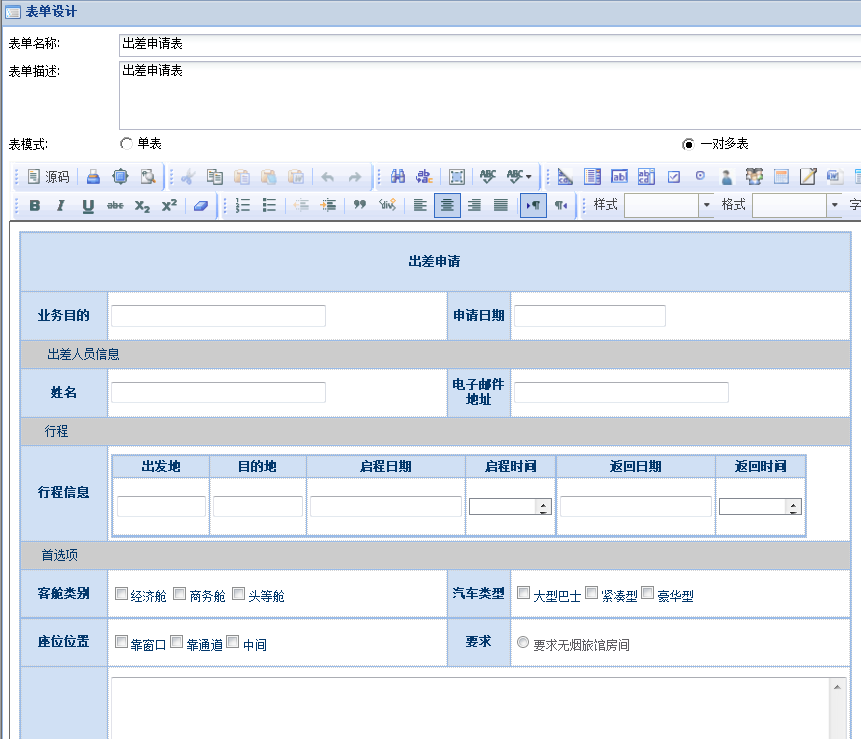 表单设计
表单名称: 出差申请表
表单描述: 出差申请表
表模式: 单表 一对多表
源码 ABC ABC
B I U abc X₂ X² 样式 格式 字
出差申请
业务目的 申请日期
出差人员信息
姓名 电子邮件
地址
行程
出发地 目的地 启程日期 启程时间 返回日期 返回时间
行程信息
首选项
客舱类别 经济舱 商务舱 头等舱 汽车类型 大型巴士 紧凑型 豪华型
座位位置 靠窗口 靠通道 中间 要求 要求无烟旅馆房间